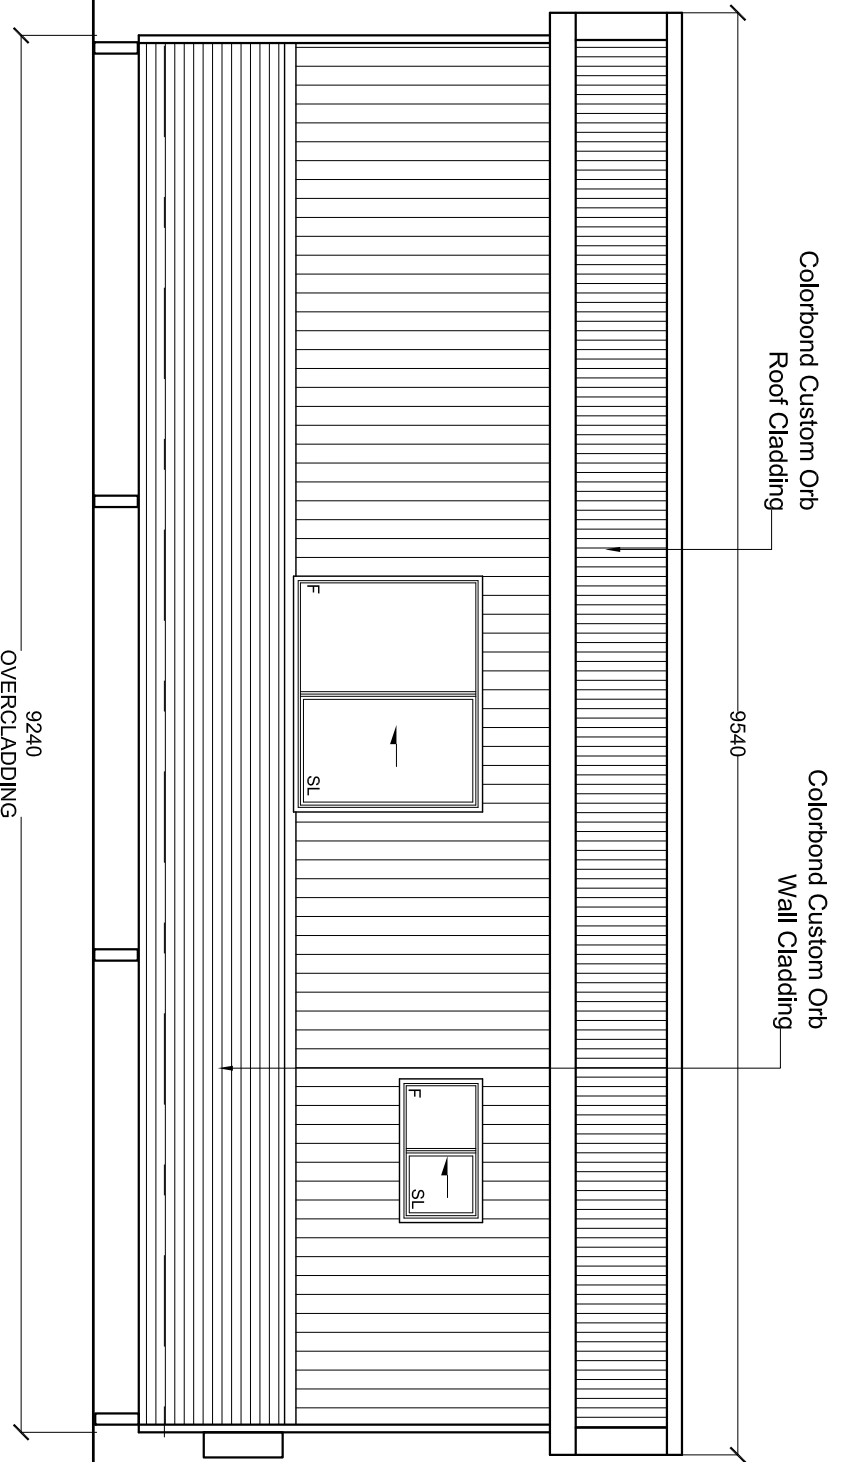 Colorbond Custom Orb
Roof Cladding
Colorbond Custom Orb
Wall Cladding
9540
F
SL
F
SL
9240
OVERCLADDING